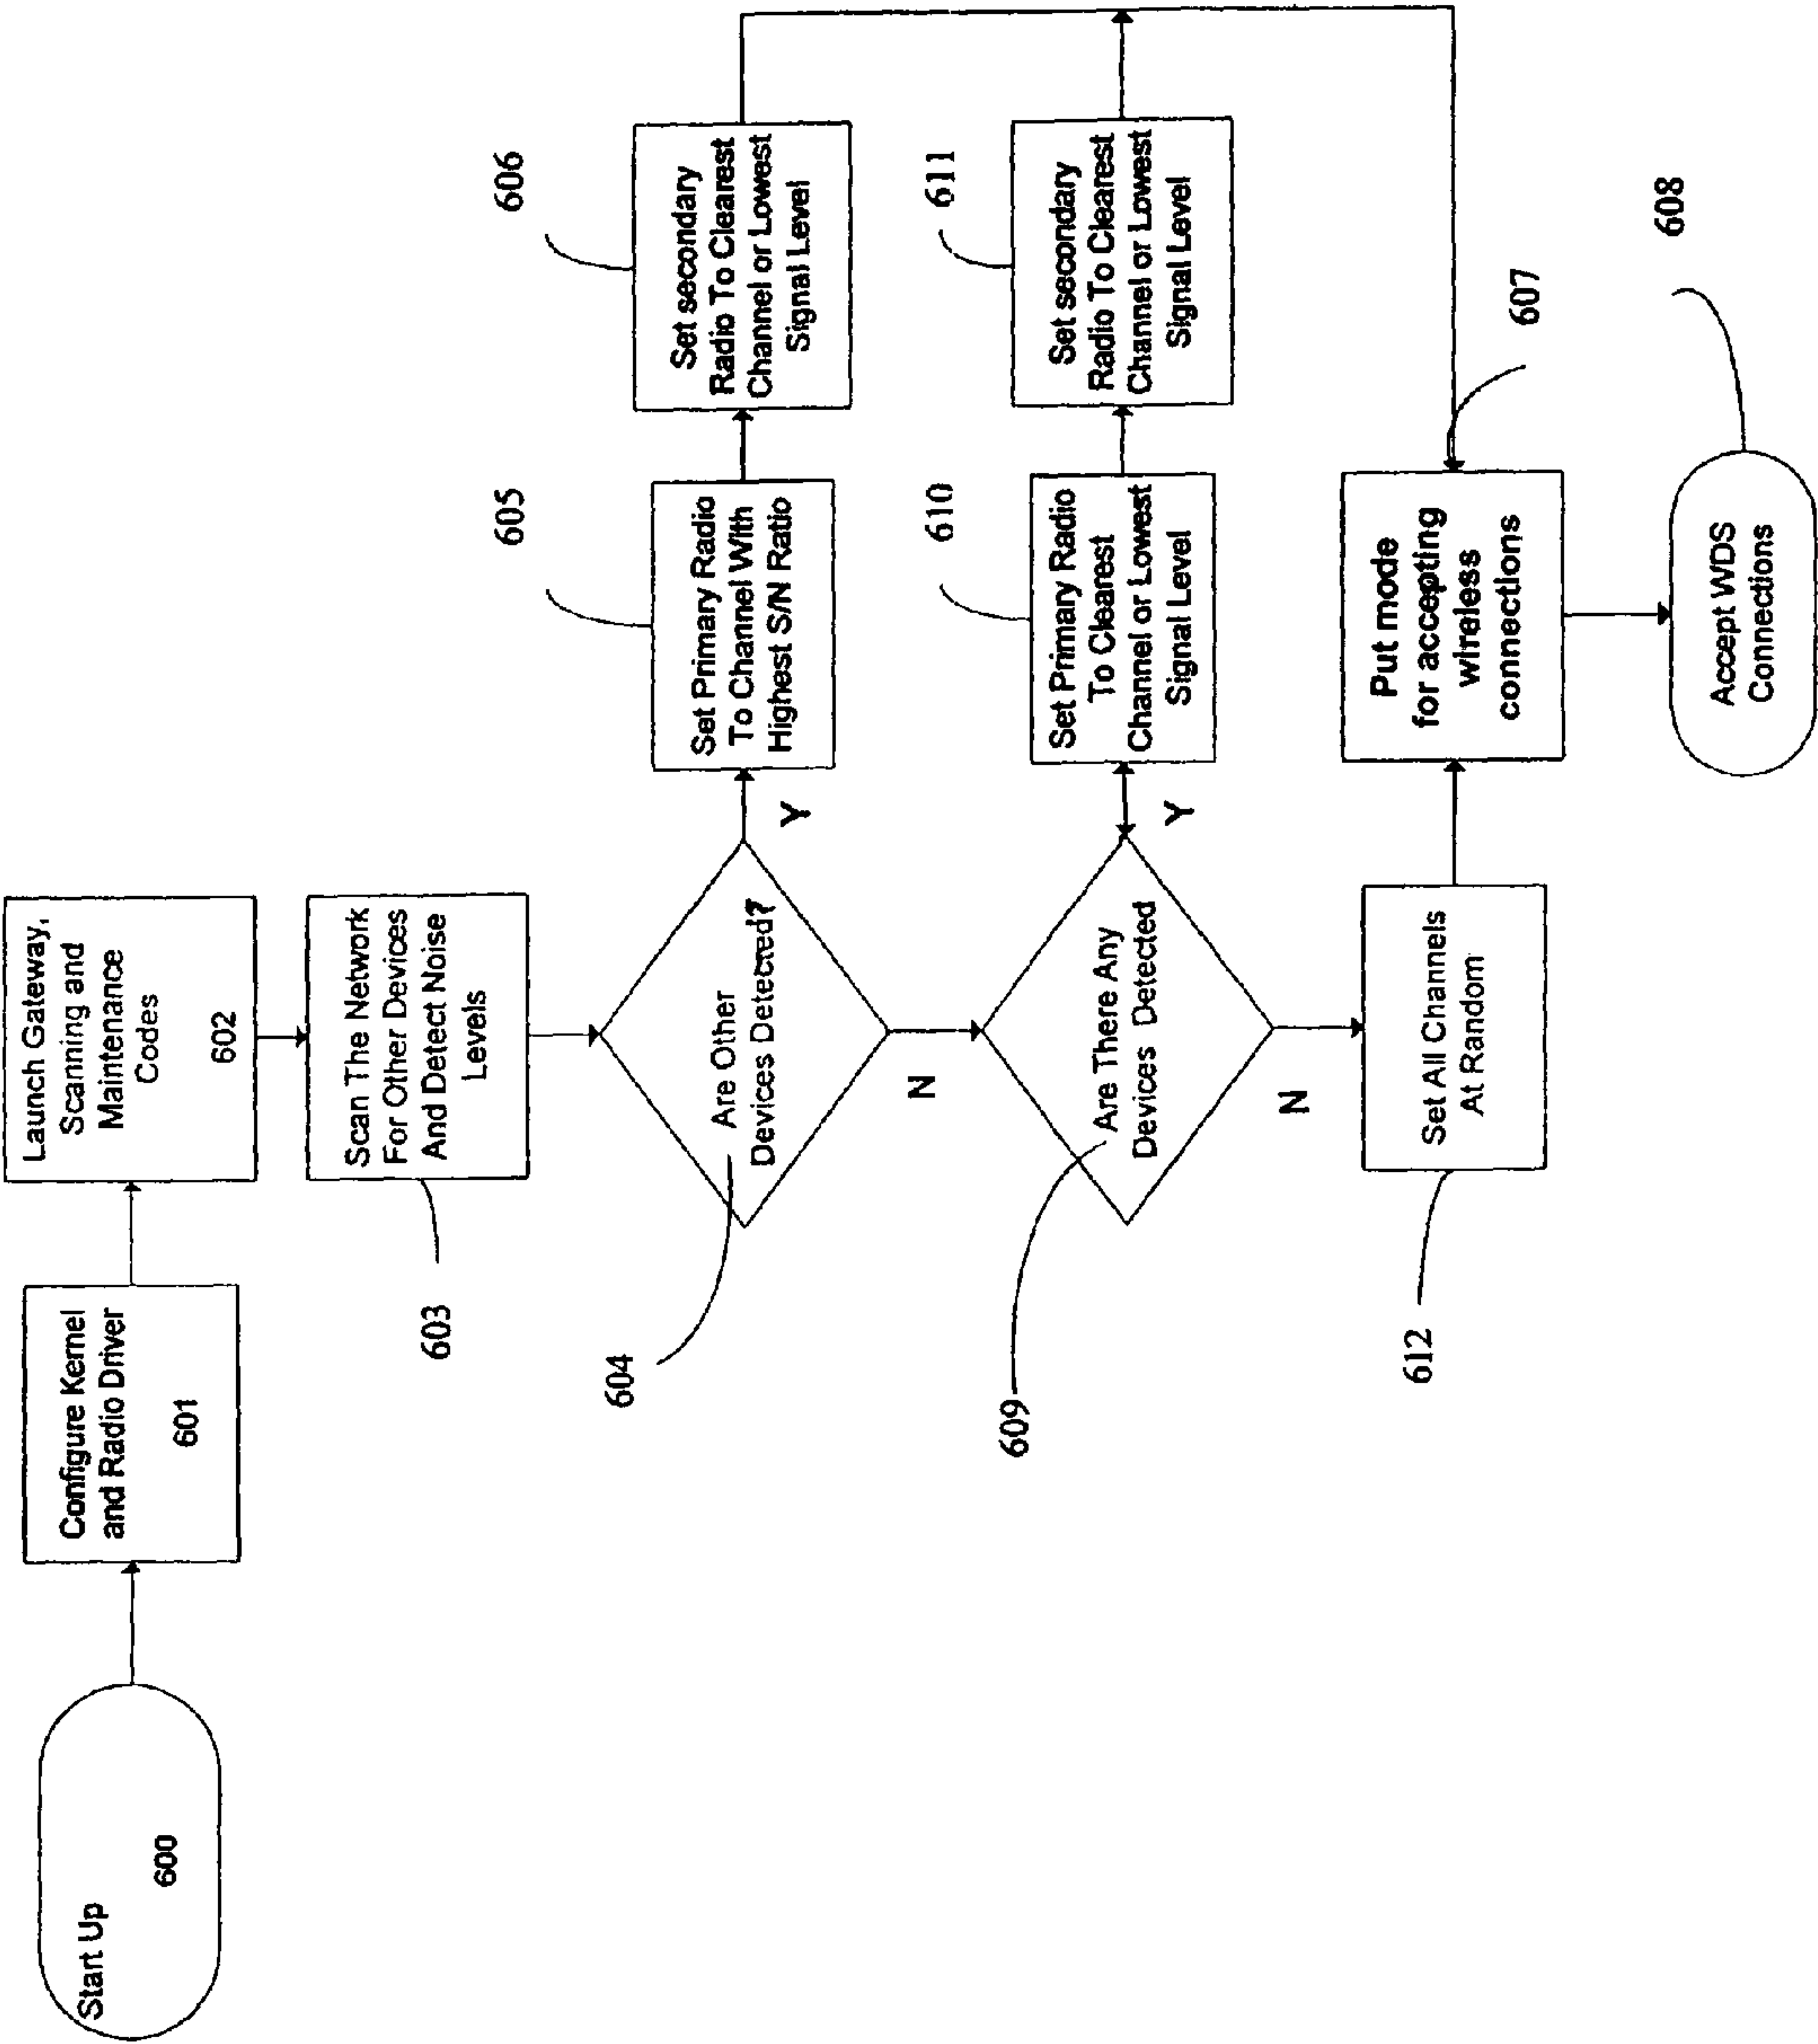 Start Up
600
Configure Kernel
and Radio Driver
601
Launch Gateway,
Scanning and
Maintenance
Codes
602
Scan The Network
For Other Devices
And Detect Noise
Levels
603
Are Other
Devices Detected?
604
Y
N
Set Primary Radio
To Channel With
Highest S/N Ratio
605
Set secondary
Radio To Clearest
Channel or Lowest
Signal Level
606
Are There Any
Devices Detected
609
Y
N
Set Primary Radio
To Clearest
Channel or Lowest
Signal Level
610
Set secondary
Radio To Clearest
Channel or Lowest
Signal Level
611
Set All Channels
At Random
612
Put mode
for accepting
wireless
connections
607
Accept WDS
Connections
608